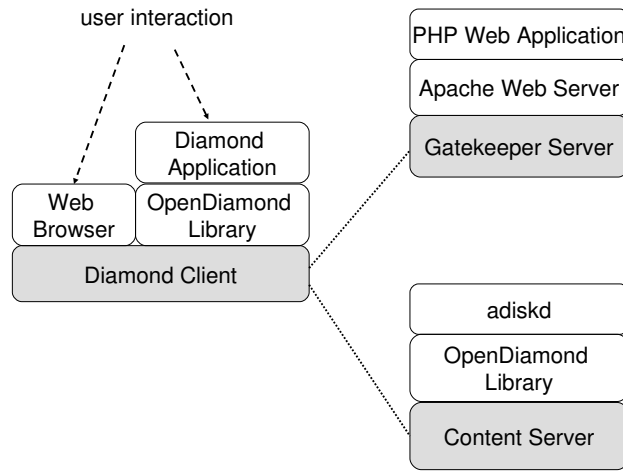 user interaction
Diamond
Application
Web
Browser
OpenDiamond
Library
Diamond Client
PHP Web Application
Apache Web Server
Gatekeeper Server
adiskd
OpenDiamond
Library
Content Server